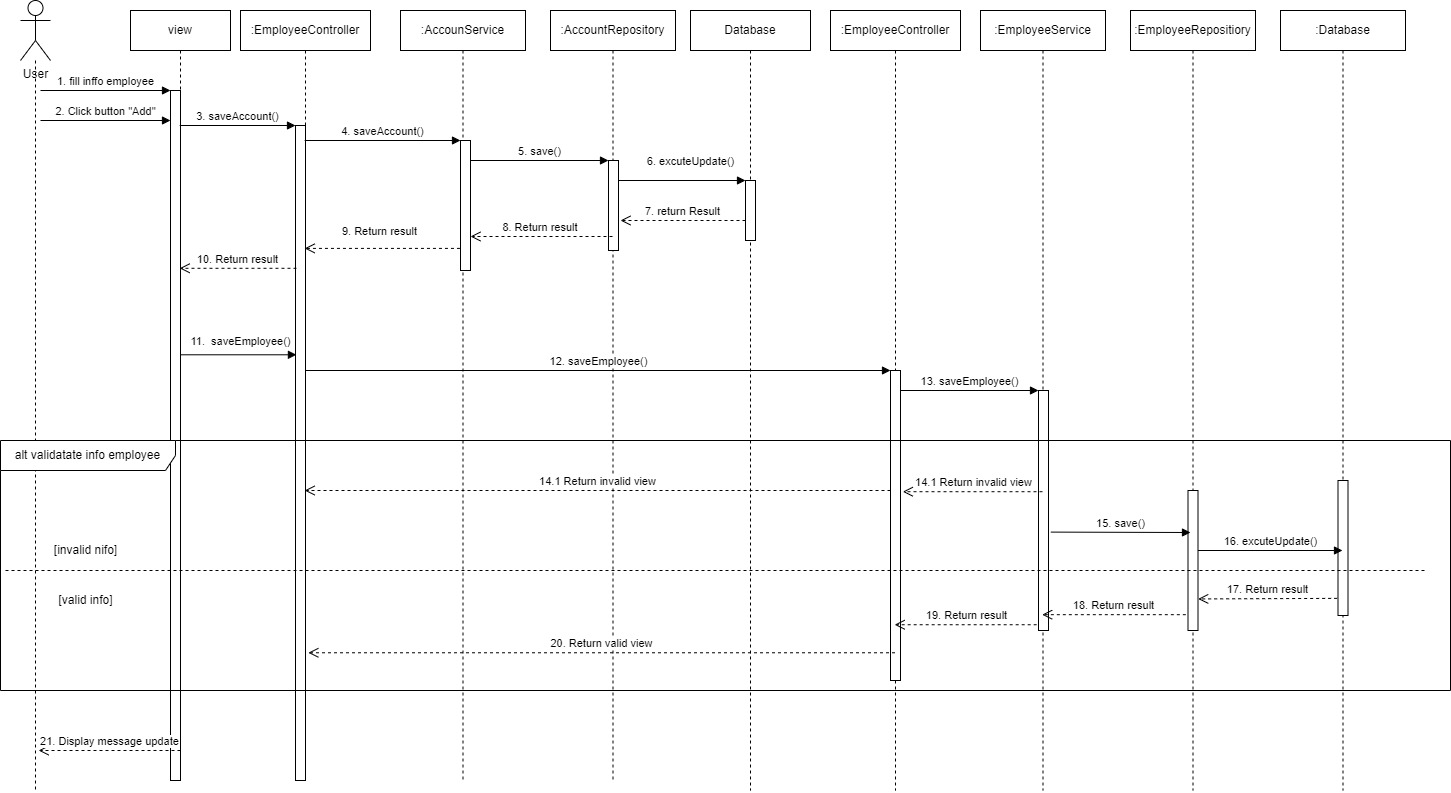 view
:EmployeeController
:AccounService
:AccountRepository
Database
:EmployeeController
:EmployeeService
:EmployeeRepositiory
:Database
User
1. fill inffo employee
2. Click button "Add"
3. saveAccount()
4. saveAccount()
5. save()
6. excuteUpdate()
7. return Result
8. Return result
9. Return result
10. Return result
11. saveEmployee()
12. saveEmployee()
13. saveEmployee()
alt validatate info employee
14.1 Return invalid view
14.1 Return invalid view
15. save()
16. excuteUpdate()
[invalid nifo]
[valid info]
17. Return result
18. Return result
19. Return result
20. Return valid view
21. Display message update